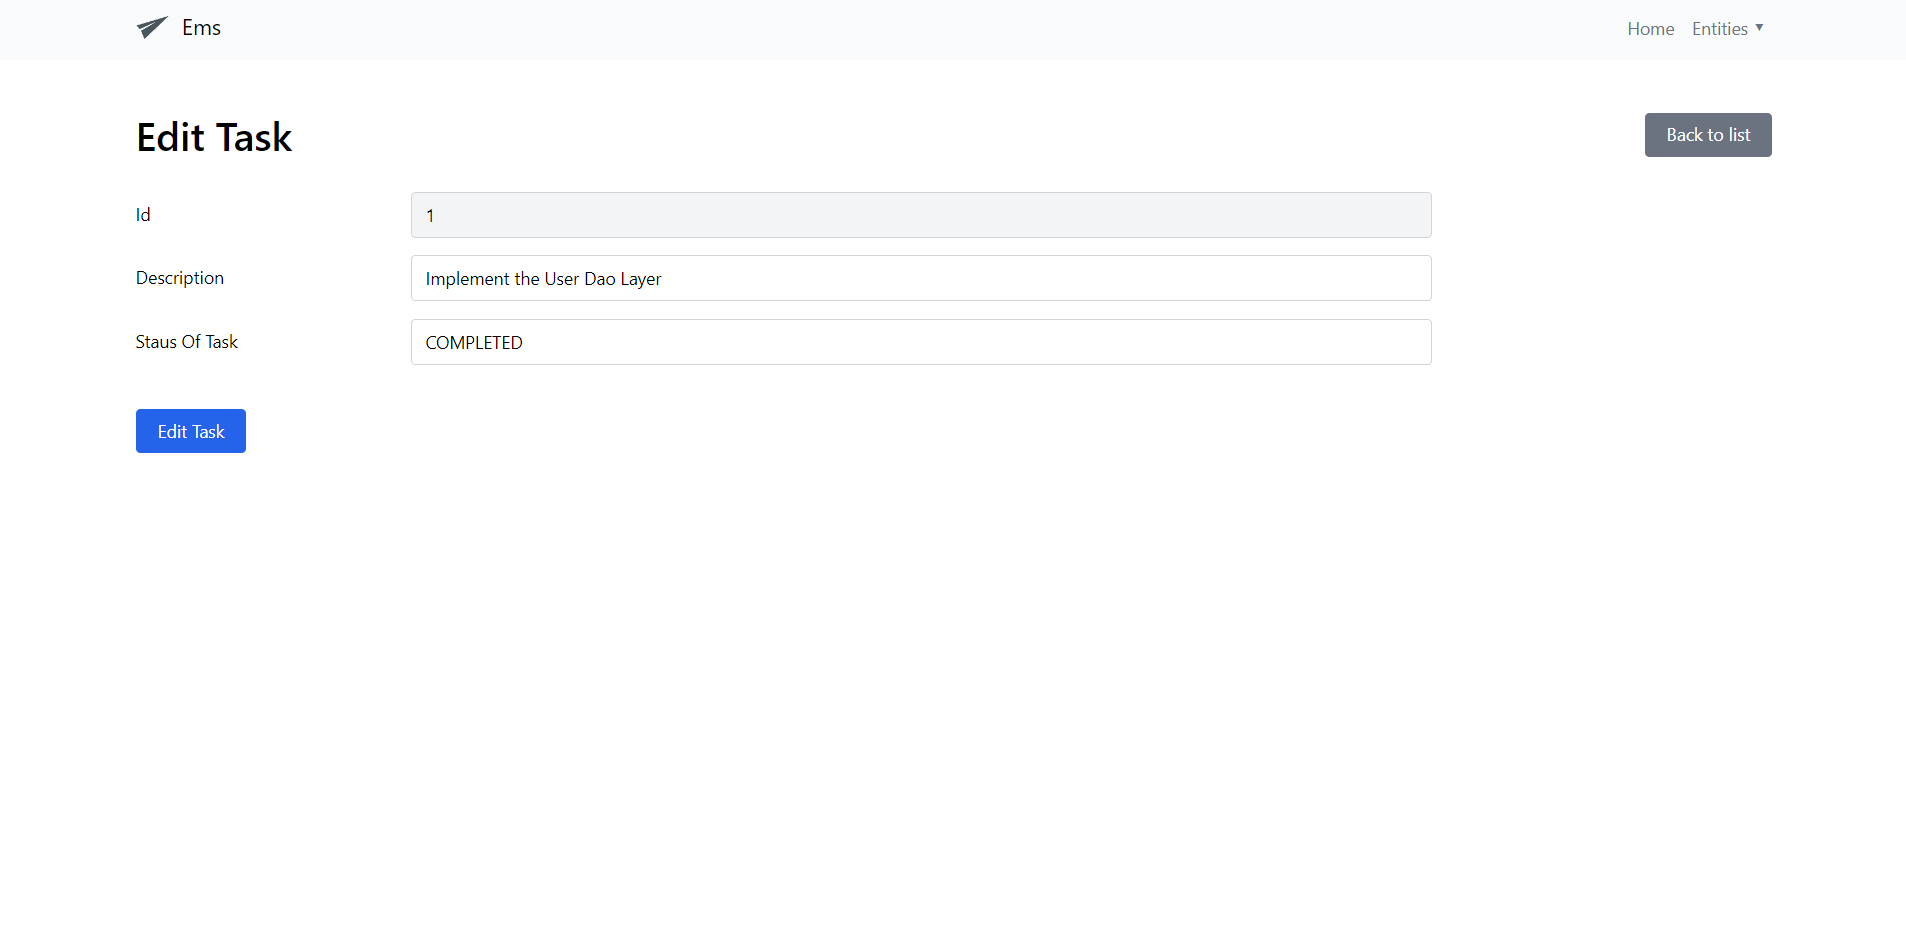 Ems
Home Entities
Edit Task
Back to list
Id
1
Description
Implement the User Dao Layer
Staus Of Task
COMPLETED
Edit Task